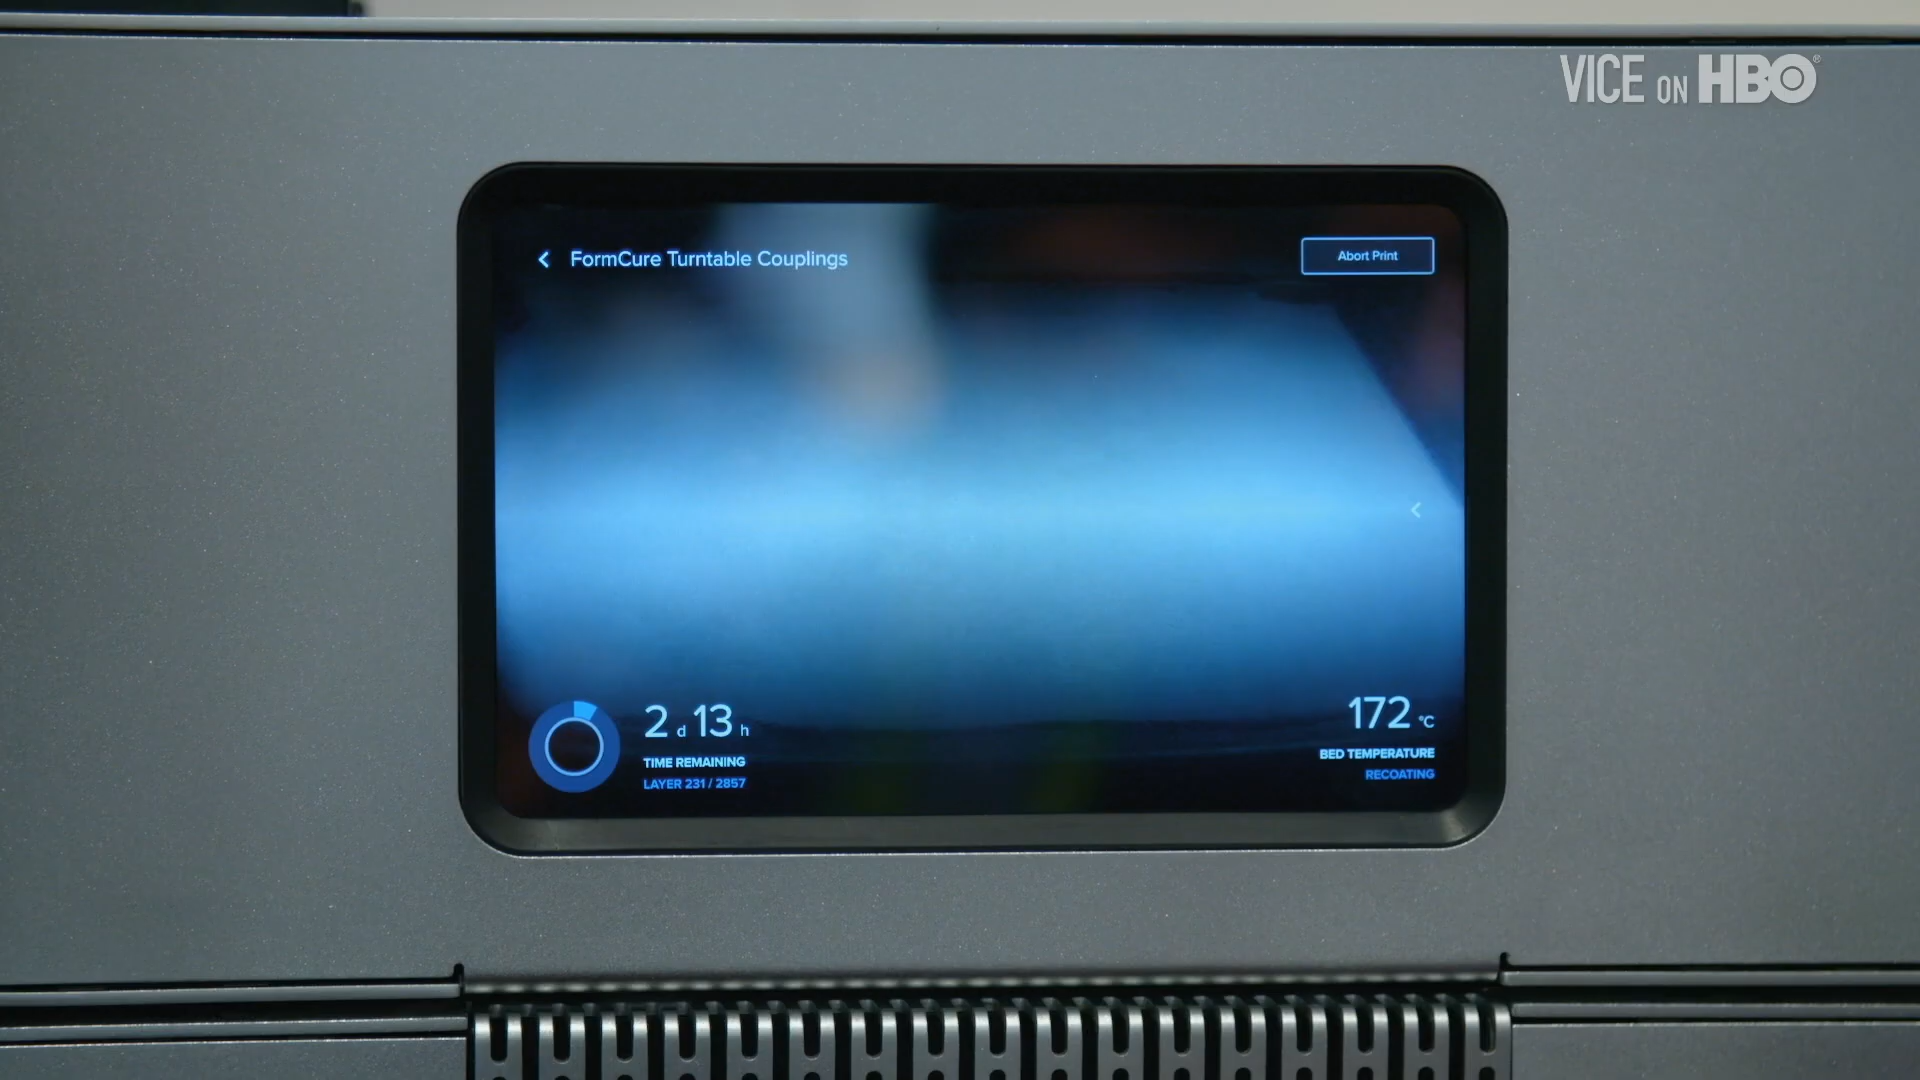 VICE ON HBO®
FormCure Turntable Couplings
Abort Print
2 d 13 h
TIME REMAINING
LAYER 231 / 2857
172 °C
BED TEMPERATURE
RECOATING